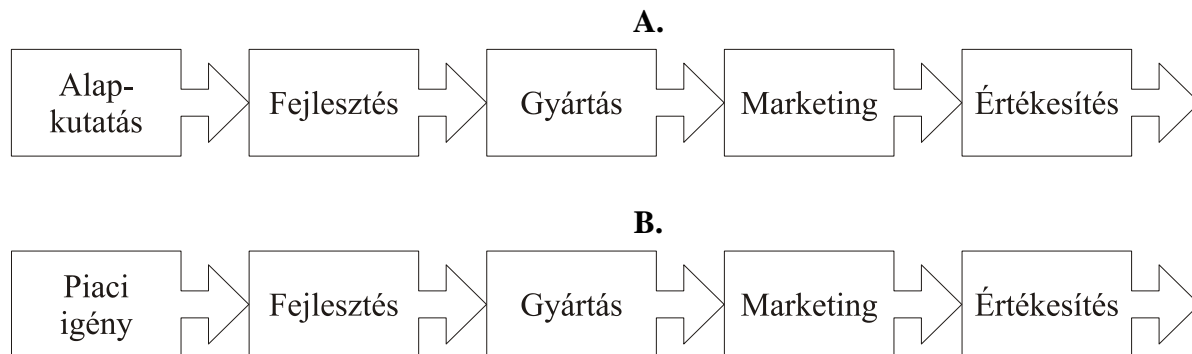 A.
Alap-
kutatás
Fejlesztés
Gyártás
Marketing
Értékesítés
B.
Piaci
igény
Fejlesztés
Gyártás
Marketing
Értékesítés